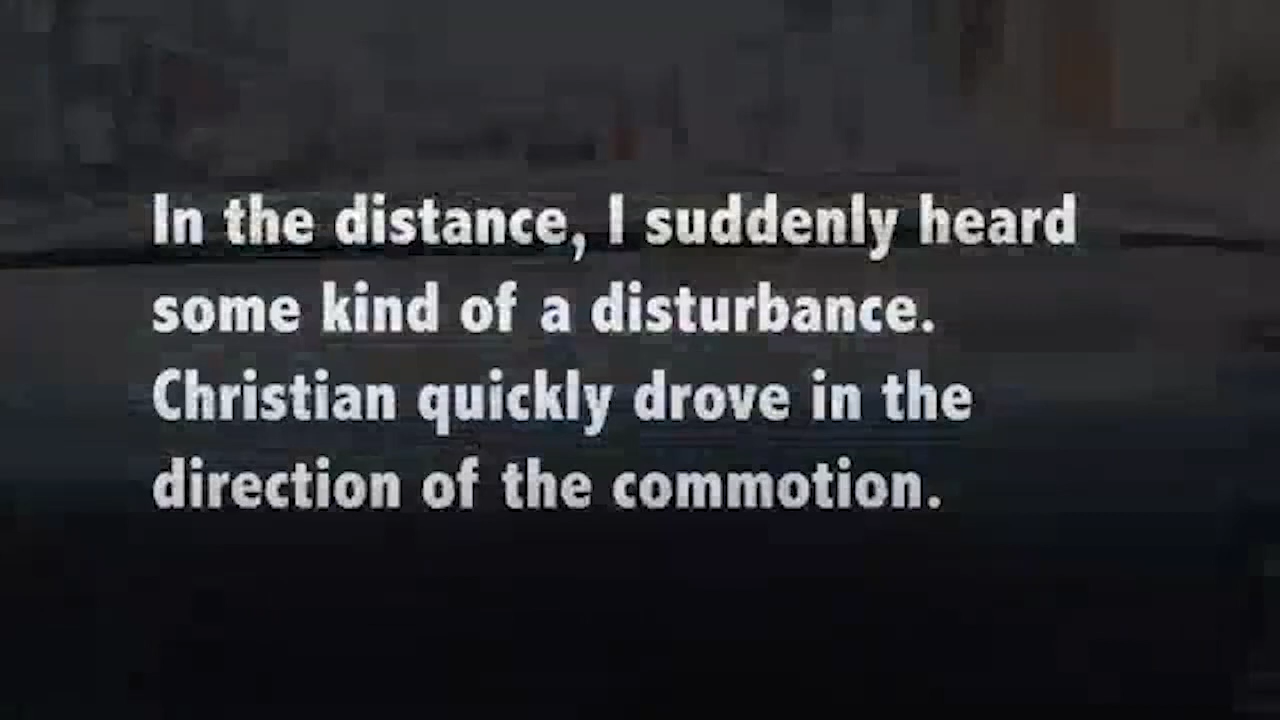 In the distance, I suddenly heard
some kind of a disturbance.
Christian quickly drove in the
direction of the commotion.